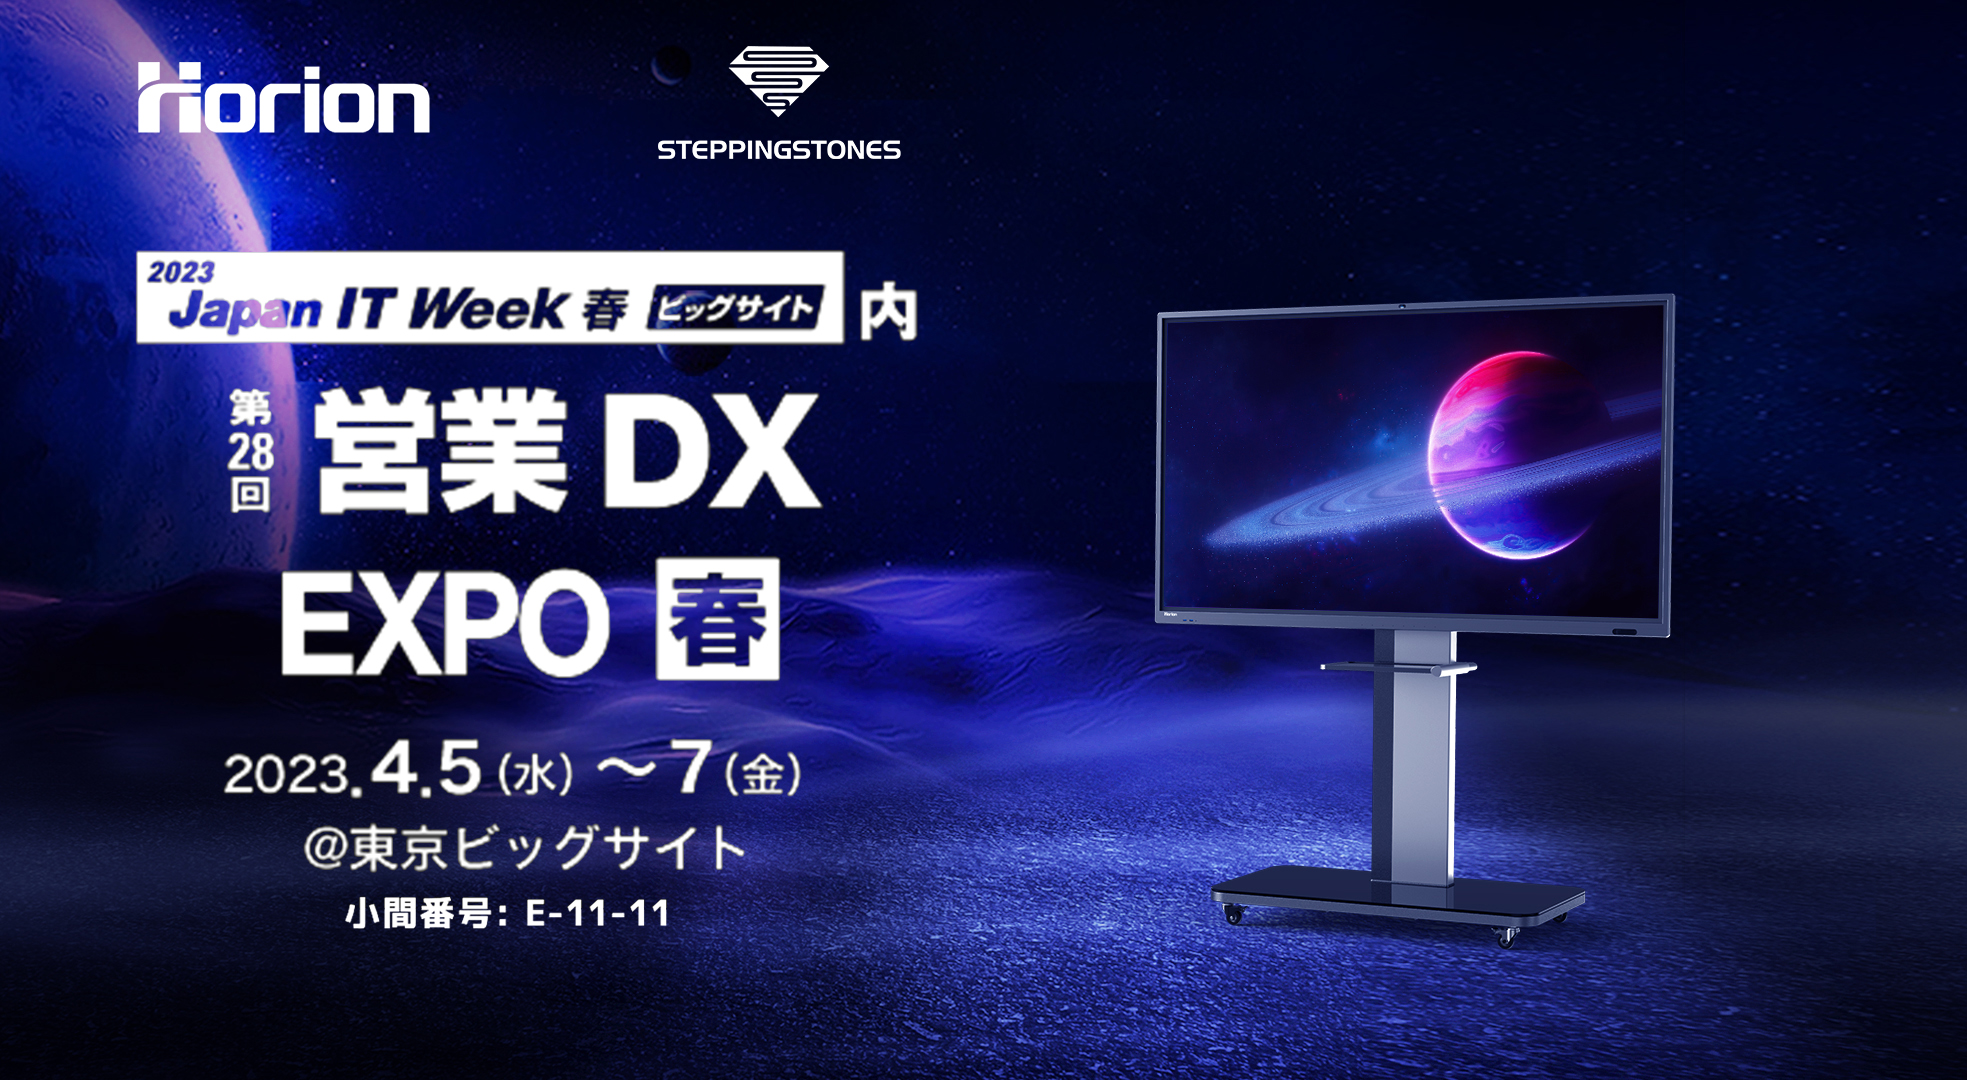 Horion
STEPPINGSTONES
2023
Japan IT Week 春 ビッグサイト 内
第28回 営業 DX
EXPO 春
2023.4.5(水)～7(金)
@東京ビッグサイト
小間番号: E-11-11
Horion